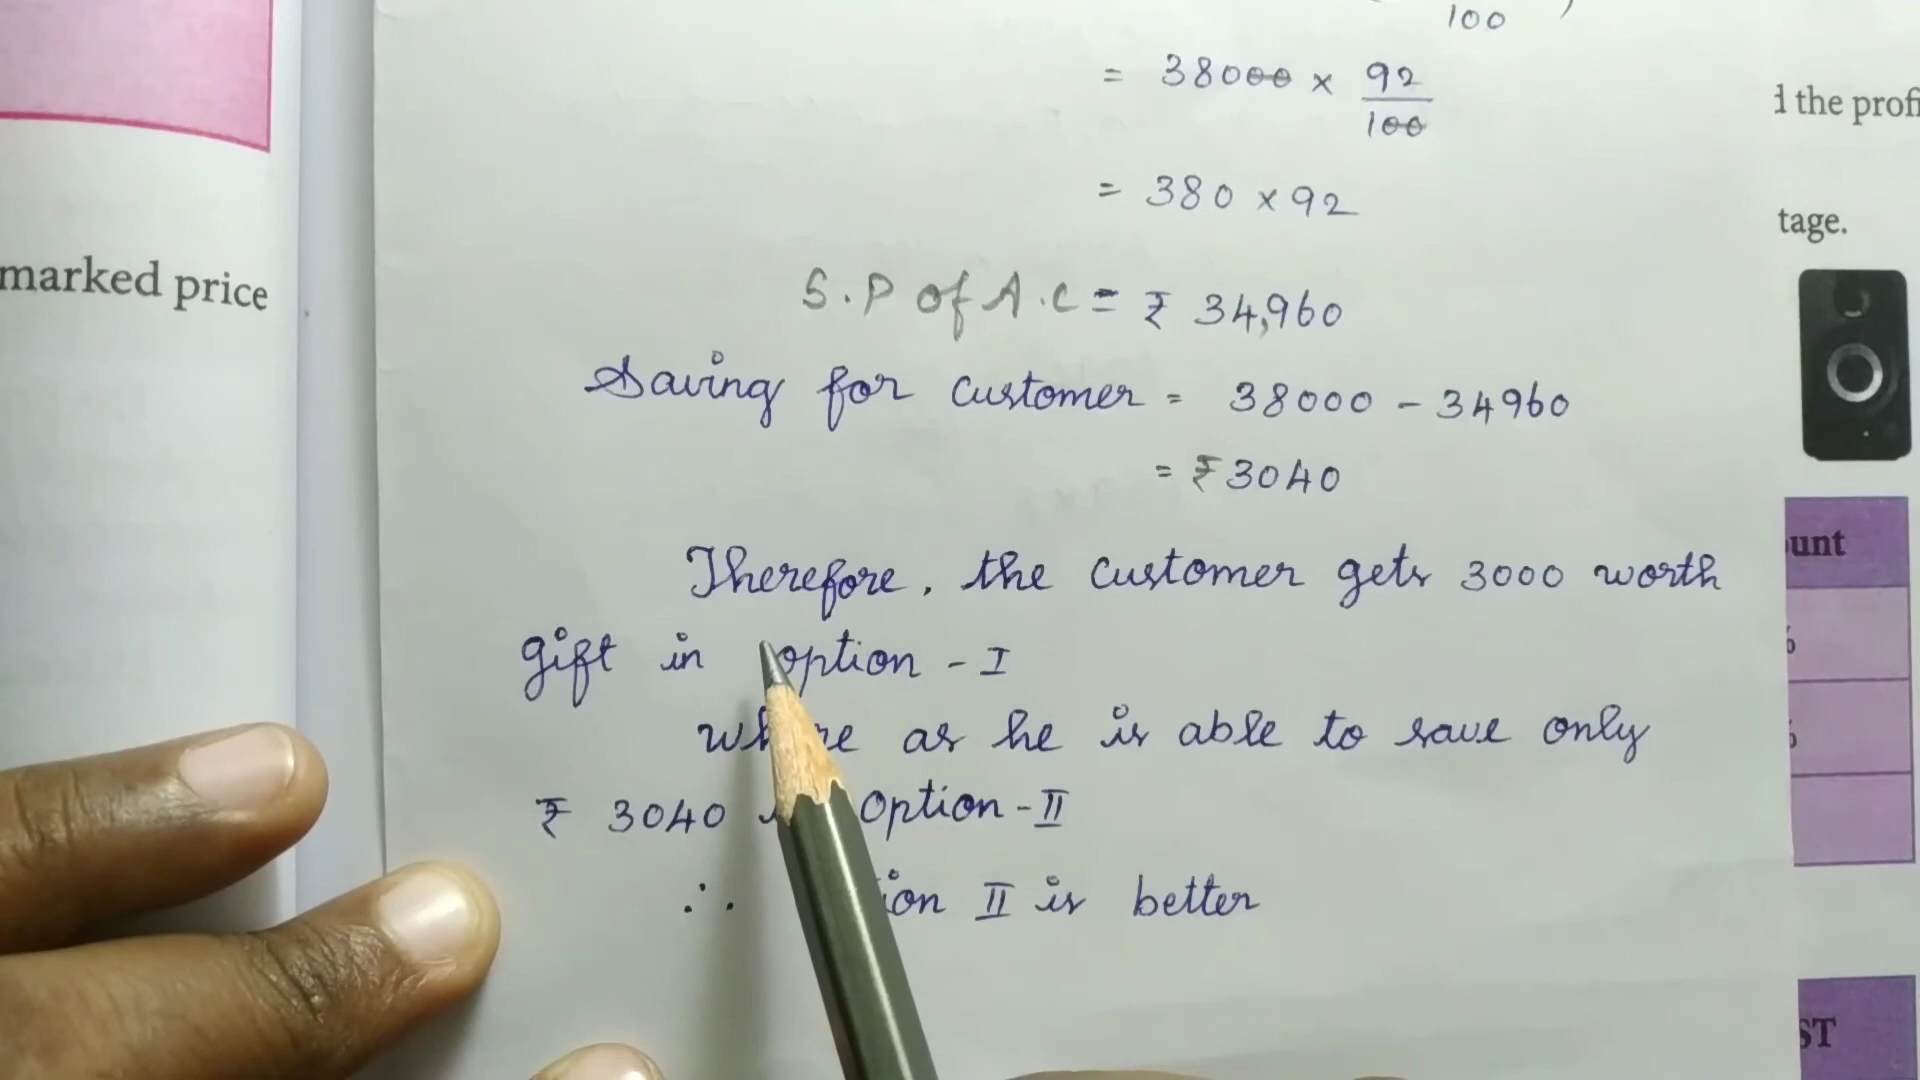 100
= 38000 × 92
100
= 380 × 92
S.P of A.C = ₹ 34,960
Saving for customer = 38000 - 34960
= ₹ 3040
Therefore, the customer gets 3000 worth
gift in option - I
where as he is able to save only
₹ 3040 option - II
∴ II is better
marked price
the profi
tage.
unt
ST